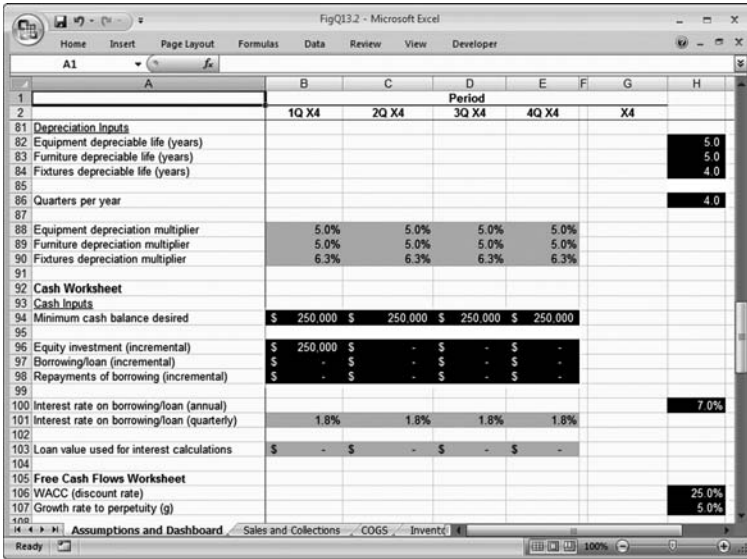 FigQ13.2 - Microsoft Excel
Home Insert Page Layout Formulas Data Review View Developer
A1 fx
A B C D E F G H
1 Period
2 1Q X4 2Q X4 3Q X4 4Q X4 X4
81 Depreciation Inputs
82 Equipment depreciable life (years) 5.0
83 Furniture depreciable life (years) 5.0
84 Fixtures depreciable life (years) 4.0
85
86 Quarters per year 4.0
87
88 Equipment depreciation multiplier 5.0% 5.0% 5.0% 5.0%
89 Furniture depreciation multiplier 5.0% 5.0% 5.0% 5.0%
90 Fixtures depreciation multiplier 6.3% 6.3% 6.3% 6.3%
91
92 Cash Worksheet
93 Cash Inputs
94 Minimum cash balance desired $ 250,000 $ 250,000 $ 250,000 $ 250,000
95
96 Equity investment (incremental) $ 250,000 $ - $ - $ -
97 Borrowing/loan (incremental) $ - $ - $ - $ -
98 Repayments of borrowing (incremental) $ - $ - $ - $ -
99
100 Interest rate on borrowing/loan (annual) 7.0%
101 Interest rate on borrowing/loan (quarterly) 1.8% 1.8% 1.8% 1.8%
102
103 Loan value used for interest calculations $ - $ - $ - $ -
104
105 Free Cash Flows Worksheet
106 WACC (discount rate) 25.0%
107 Growth rate to perpetuity (g) 5.0%
108
Assumptions and Dashboard Sales and Collections COGS Invento
Ready 100%